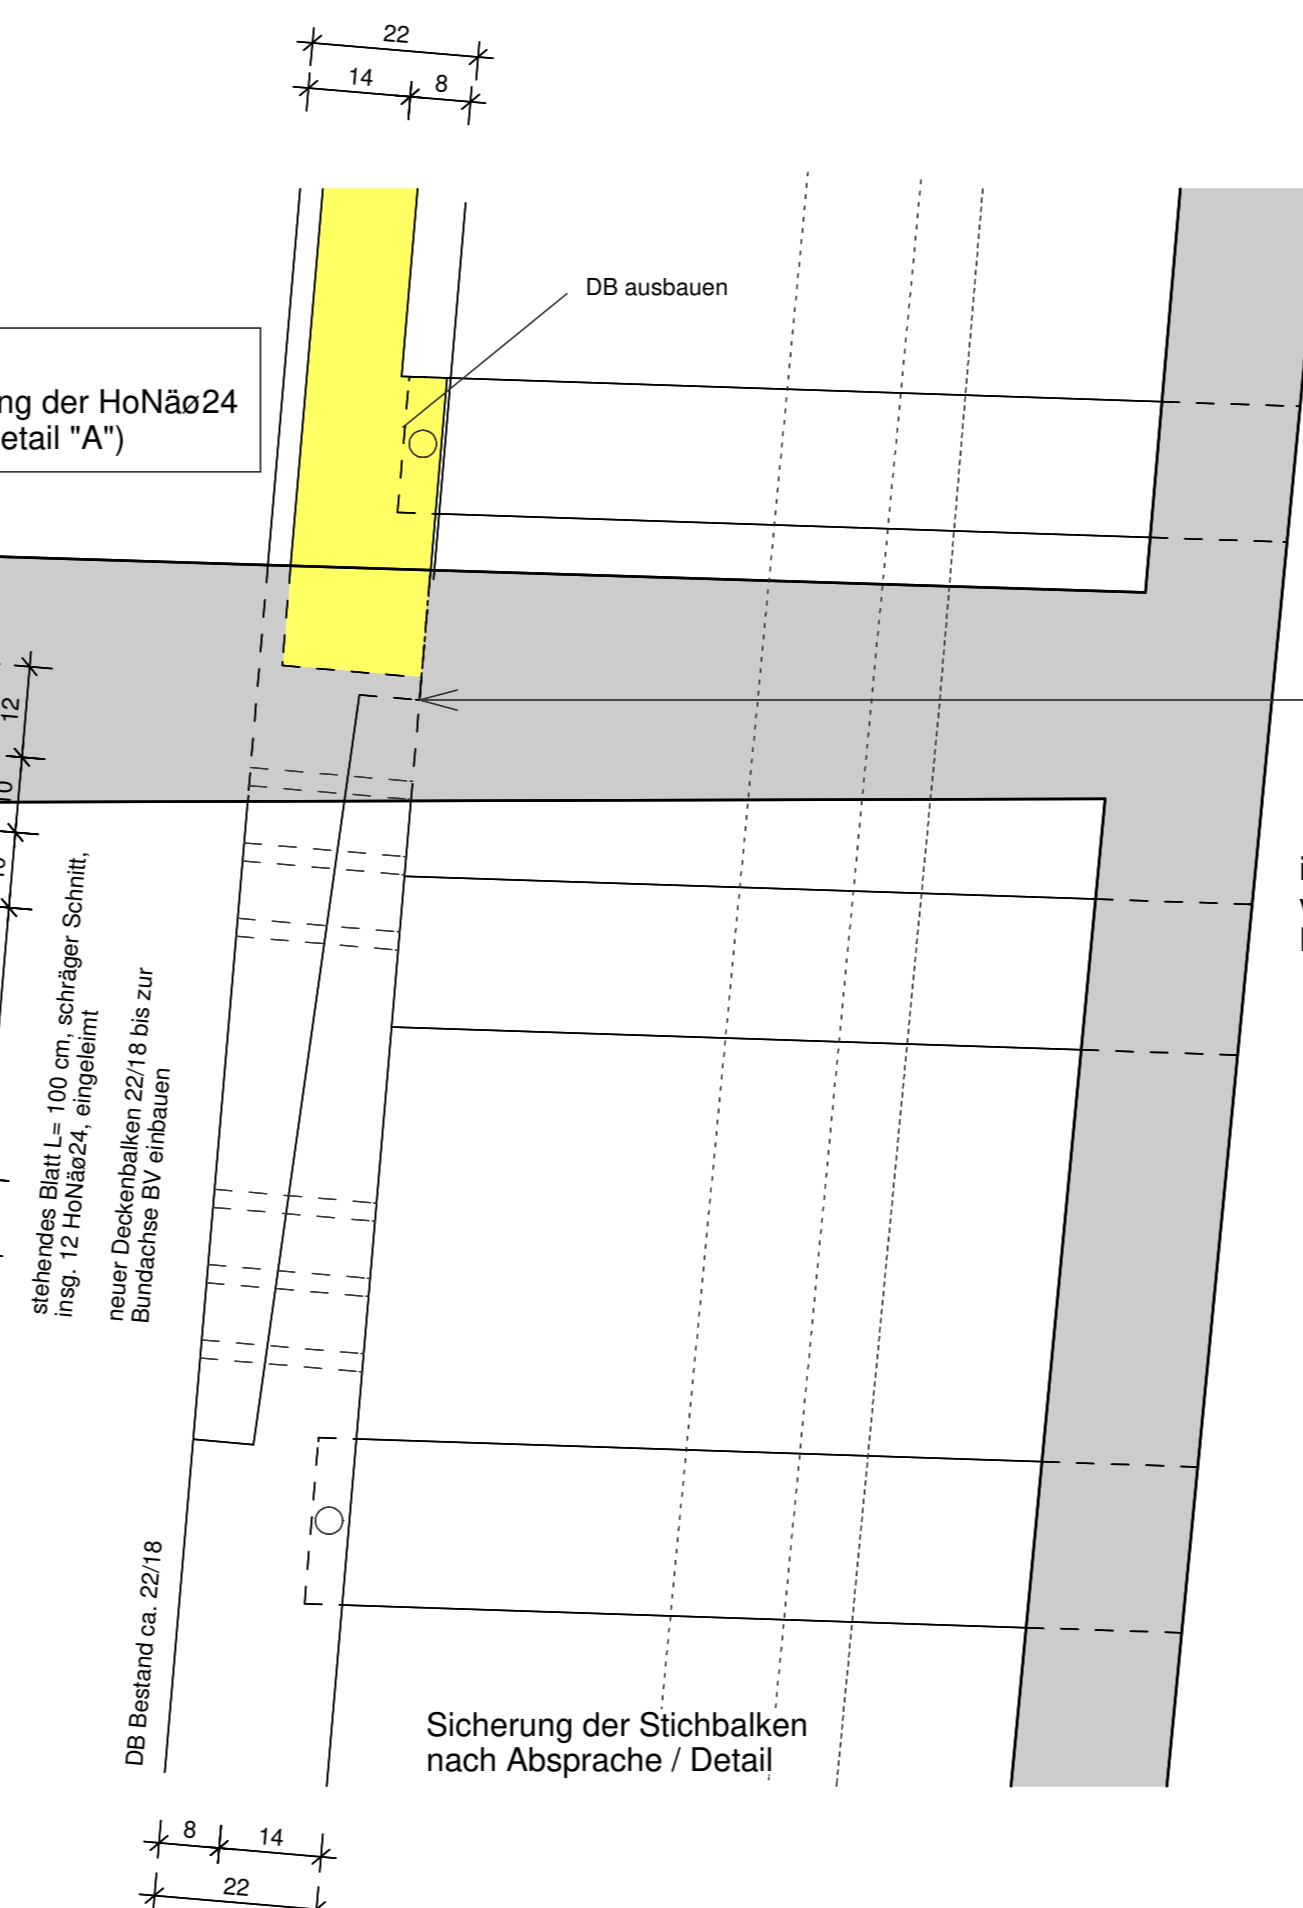 22
14
8
DB ausbauen
ng der HoNäø24
etail "A")
12
10
stehendes Blatt L= 100 cm, schräger Schnitt,
insg. 12 HoNäø24, eingeleimt
neuer Deckenbalken 22/18 bis zur
Bundachse BV einbauen
DB Bestand ca. 22/18
Sicherung der Stichbalken
nach Absprache / Detail
8
14
22